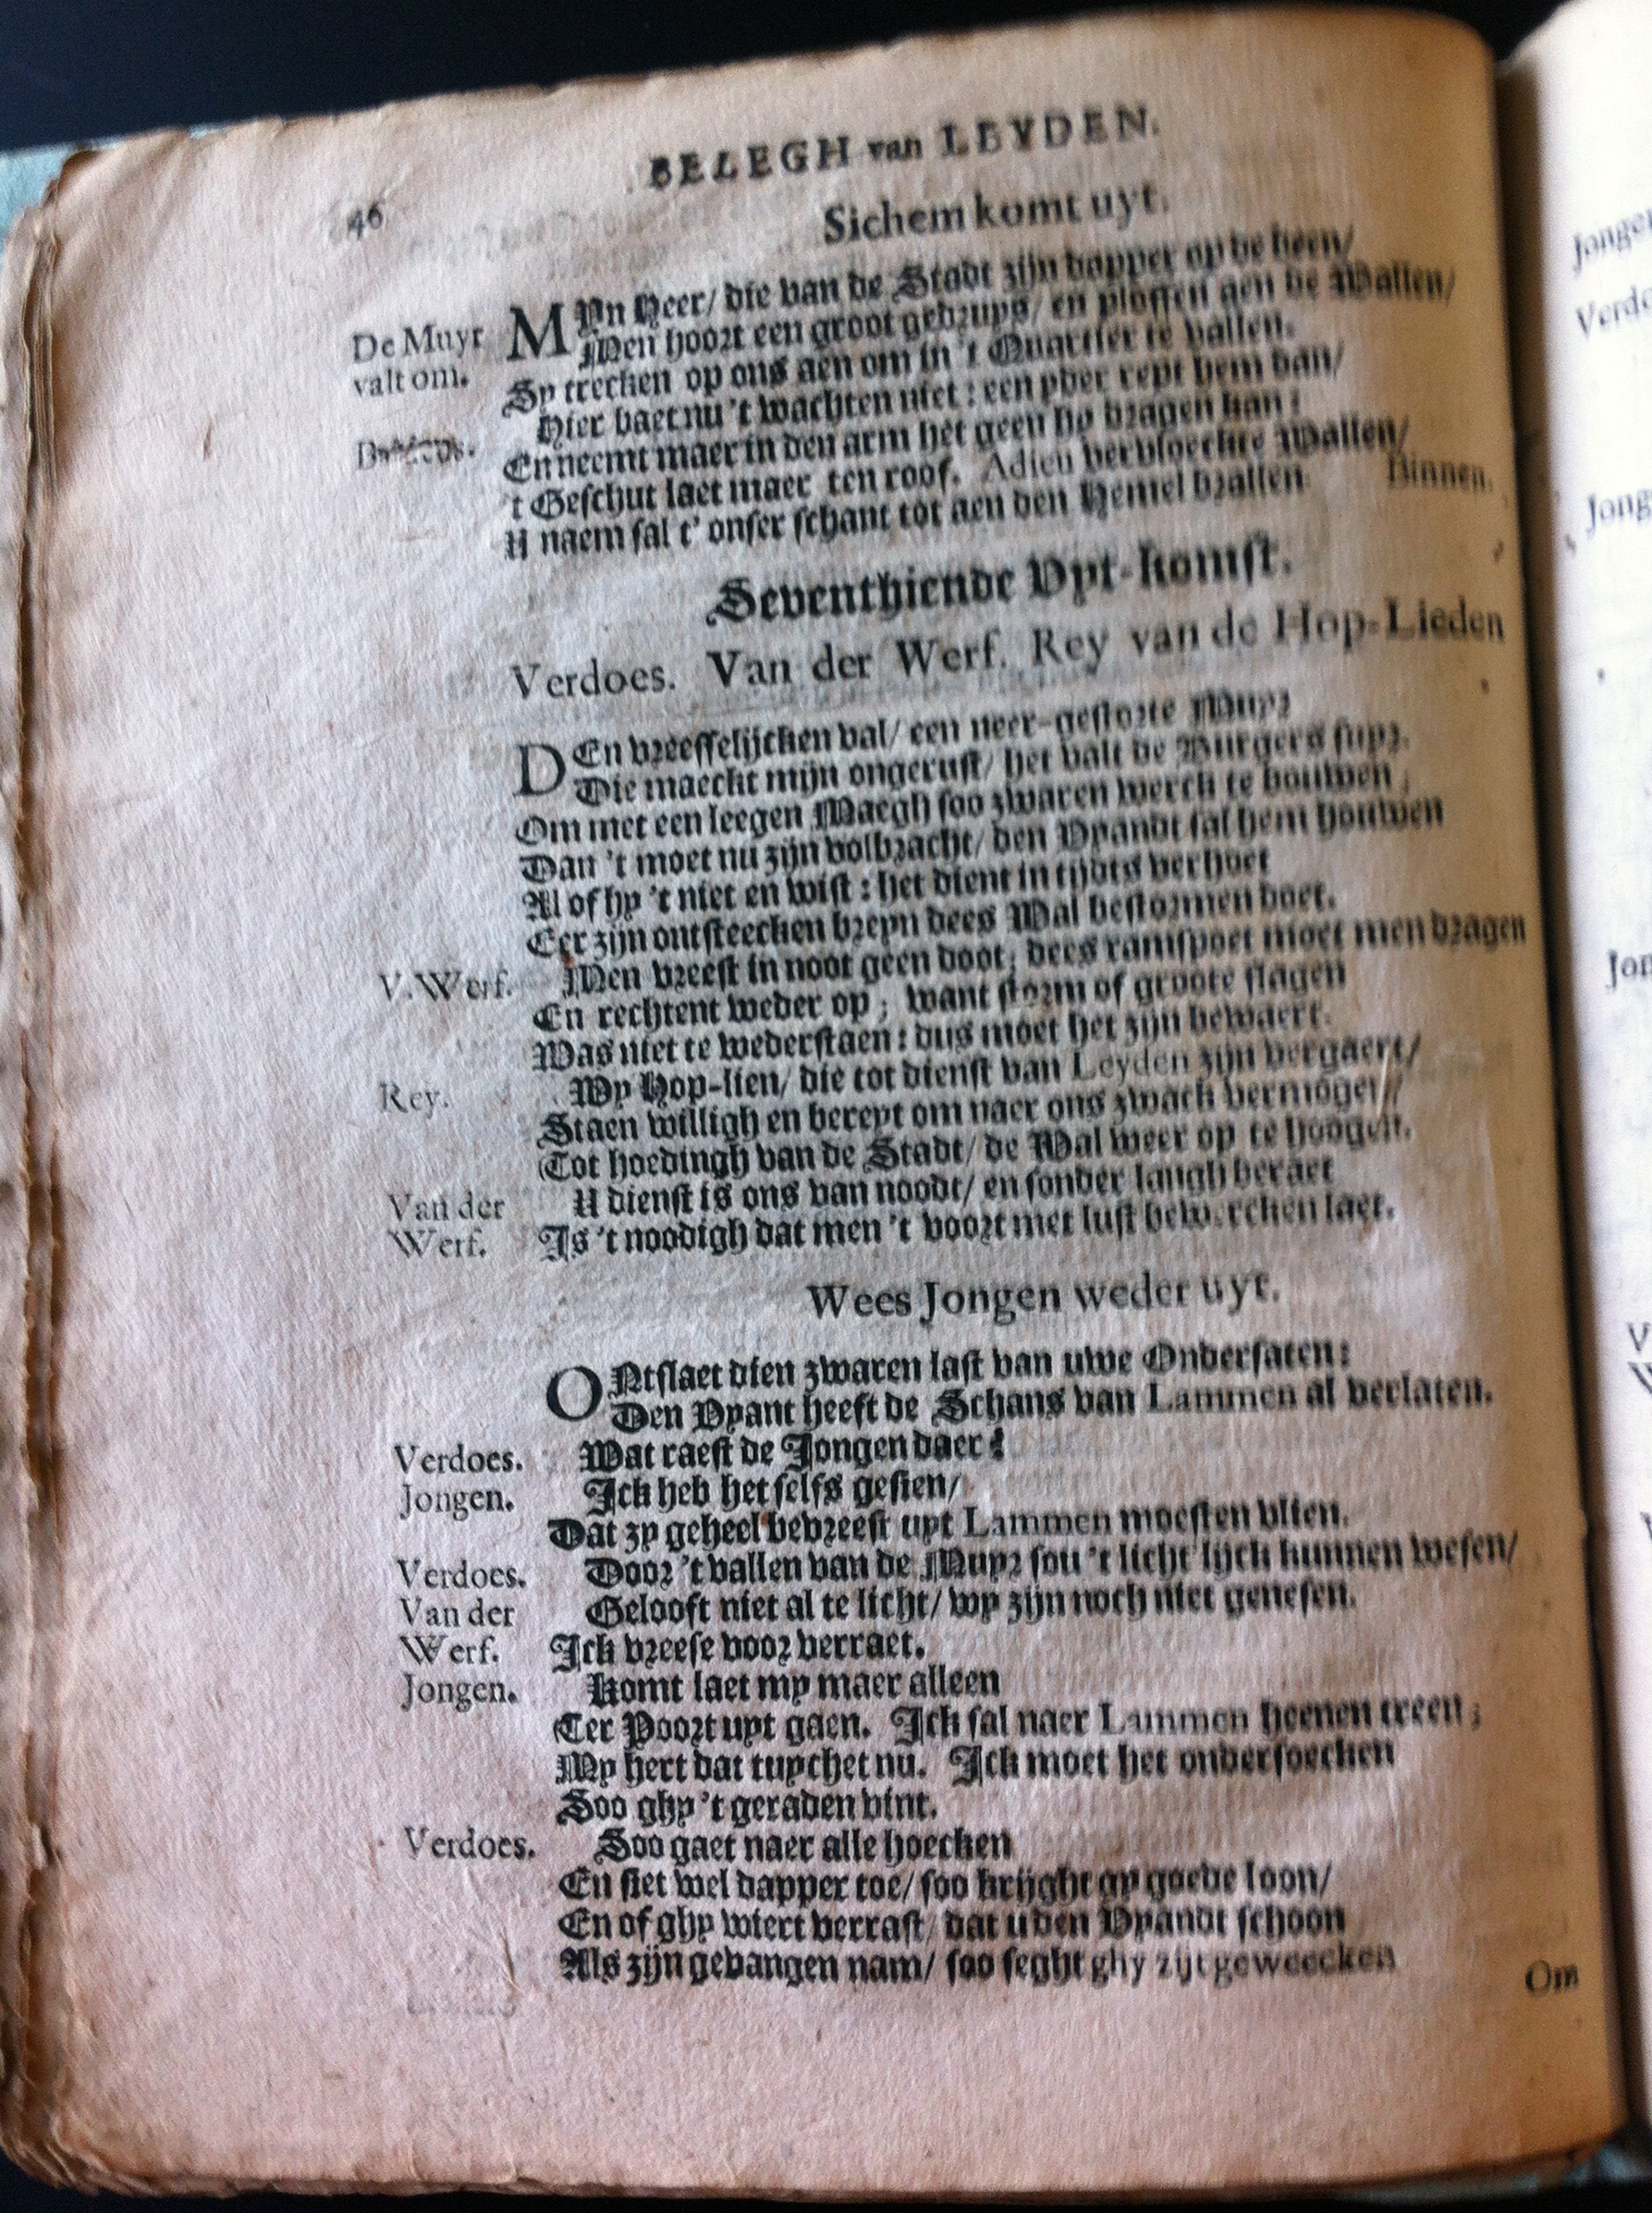 46
BELEGH van LEYDEN.
Sichem komt uyt.
De Muyr
valt om.
MYn Heer/ die van de Stadt zijn dapper op de been/
Men hoort een groot gedruys/ en ploffen aen de Wallen/
Sy trecken op ons aen om in 't Quartier te vallen.
Hier baet nu 't wachten niet: een yder rept hem dan/
En neemt maer in den arm het geen hy dragen kan:
't Geschut laet maer ten roof. Adieu vervloeckte Wallen/
U naem sal t' onser schant tot aen den Hemel brallen
Binnen.
Seventhiende Uyt-komst.
Verdoes. Van der Werf. Rey van de Hop-Lieden
DEn vreesselijcken val/ een neer-gestorte Muyr
Die maeckt mijn ongerust/ het valt de Burgers suyr.
Om met een leegen Maegh soo zwaren werck te bouwen;
Dan 't moet nu zijn volbracht/ den Vyandt sal hem houwen
Al of hy 't niet en wist: het dient in tijdts verhoet
Eer zijn ontsteecken breyn dees Wal bestormen doet.
V. Werf. Men vreest in noot geen doot; dees ramspoet moet men dragen
En rechtent weder op; want storm of groote slagen
Was niet te wederstaen: dus moet het zijn bewaert.
Rey. Wy Hop-lien/ die tot dienst van Leyden zijn vergaert/
Staen willigh en bereyt om naer ons zwack vermogen/
Tot hoedingh van de Stadt/ de Wal weer op te hoogen.
Van der U dienst is ons van noodt/ en sonder langh beraet
Werf. Is 't noodigh dat men 't voort met lust bewercken laet.
Wees Jongen weder uyt.
ONtslaet dien zwaren last van uwe Ondersaten:
Den Vyant heeft de Schans van Lammen al verlaten.
Verdoes. Wat raest de Jongen daer!
Jongen. Ick heb het selfs gesien/
Dat zy geheel bevreest uyt Lammen moesten vlien.
Verdoes. Door 't vallen van de Muyr sou 't licht'lijck kunnen wesen/
Van der Gelooft niet al te licht/ wy zijn noch niet genesen.
Werf. Ick vreese voor verraet.
Jongen. Komt laet my maer alleen
Ter Poort uyt gaen. Ick sal naer Lammen heenen treen;
My hert dat tuychet nu. Ick moet het ondersoecken
Soo ghy 't geraden vint.
Verdoes. Soo gaet naer alle hoecken
En siet wel dapper toe/ soo krijght gy goede loon/
En of ghy wiert verrast/ dat u den Vyandt schoon
Als zijn gevangen nam/ soo seght ghy zijt geweecken
Om